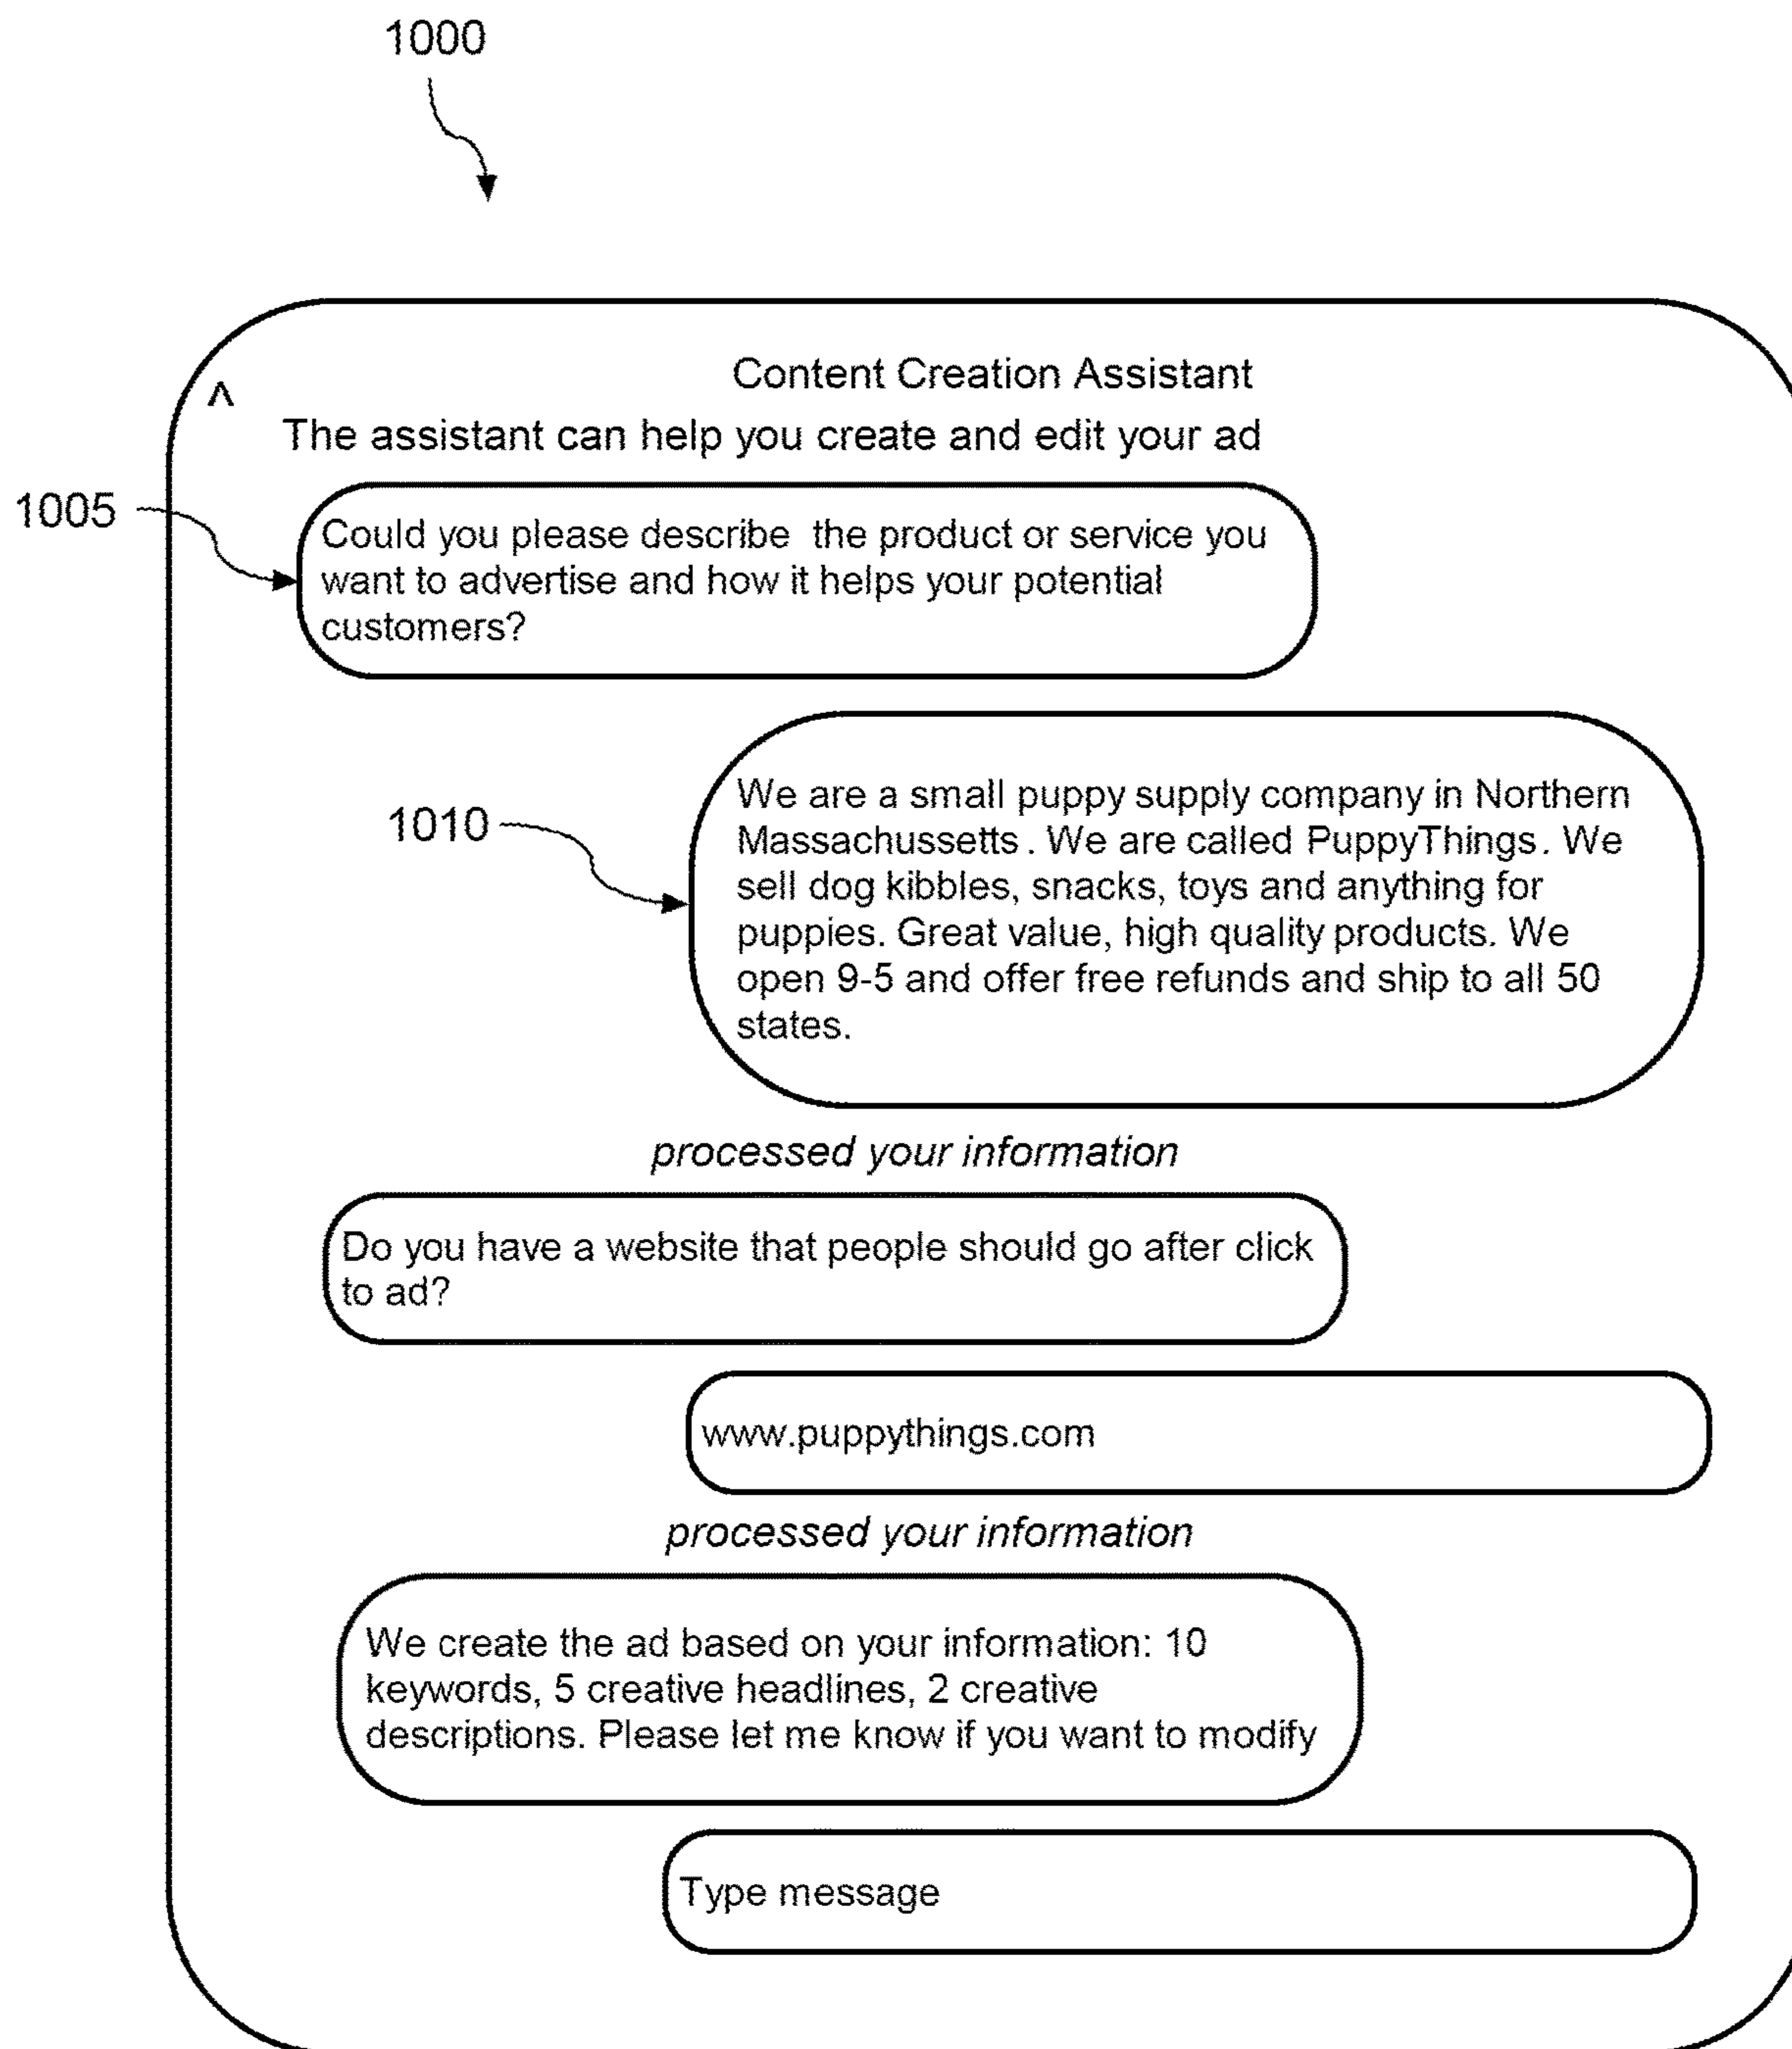 1000
Content Creation Assistant
^
The assistant can help you create and edit your ad
1005
Could you please describe the product or service you
want to advertise and how it helps your potential
customers?
1010
We are a small puppy supply company in Northern
Massachussetts. We are called PuppyThings. We
sell dog kibbles, snacks, toys and anything for
puppies. Great value, high quality products. We
open 9-5 and offer free refunds and ship to all 50
states.
processed your information
Do you have a website that people should go after click
to ad?
www.puppythings.com
processed your information
We create the ad based on your information: 10
keywords, 5 creative headlines, 2 creative
descriptions. Please let me know if you want to modify
Type message